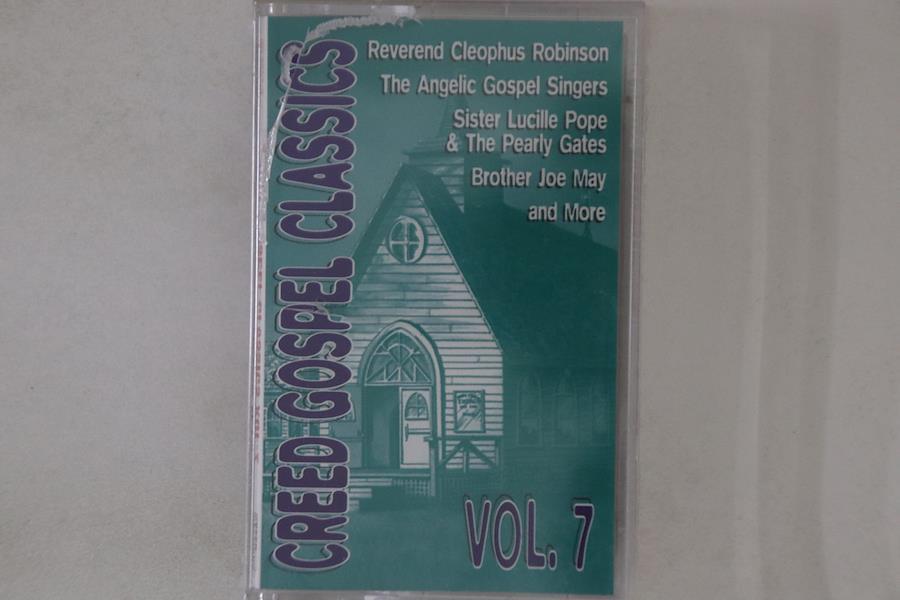 CREED GOSPEL CLASSICS
Reverend Cleophus Robinson
The Angelic Gospel Singers
Sister Lucille Pope
& The Pearly Gates
Brother Joe May
and More
VOL. 7